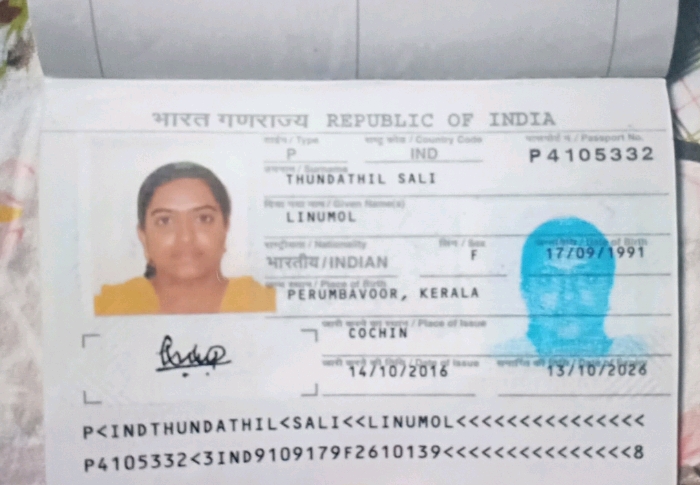 भारत गणराज्य REPUBLIC OF INDIA
टाईप / Type राष्ट्र कोड / Country Code पासपोर्ट नं. / Passport No.
P IND P4105332
उपनाम / Surname
THUNDATHIL SALI
दिया गया नाम / Given Name(s)
LINUMOL
राष्ट्रीयता / Nationality लिंग / Sex जन्मतिथि / Date of Birth
भारतीय/INDIAN F 17/09/1991
जन्म स्थान / Place of Birth
PERUMBAVOOR, KERALA
जारी करने का स्थान / Place of Issue
COCHIN
जारी करने की तिथि / Date of Issue समाप्ति की तिथि / Date of Expiry
14/10/2016 13/10/2026
P<INDTHUNDATHIL<SALI<<LINUMOL<<<<<<<<<<<<<<<
P4105332<3IND9109179F2610139<<<<<<<<<<<<<<<8